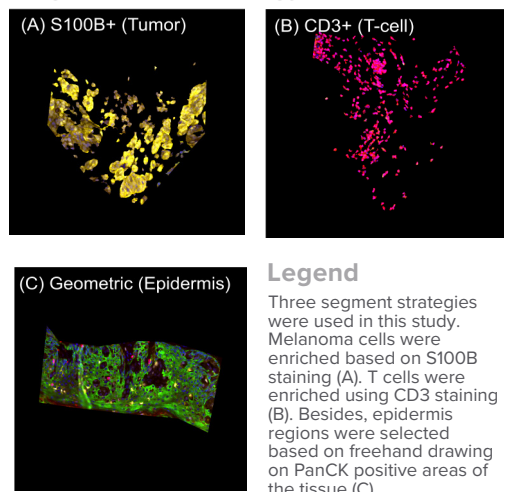 (A) S100B+ (Tumor)
(B) CD3+ (T-cell)
(C) Geometric (Epidermis)
Legend
Three segment strategies
were used in this study.
Melanoma cells were
enriched based on S100B
staining (A). T cells were
enriched using CD3 staining
(B). Besides, epidermis
regions were selected
based on freehand drawing
on PanCK positive areas of
the tissue (C)